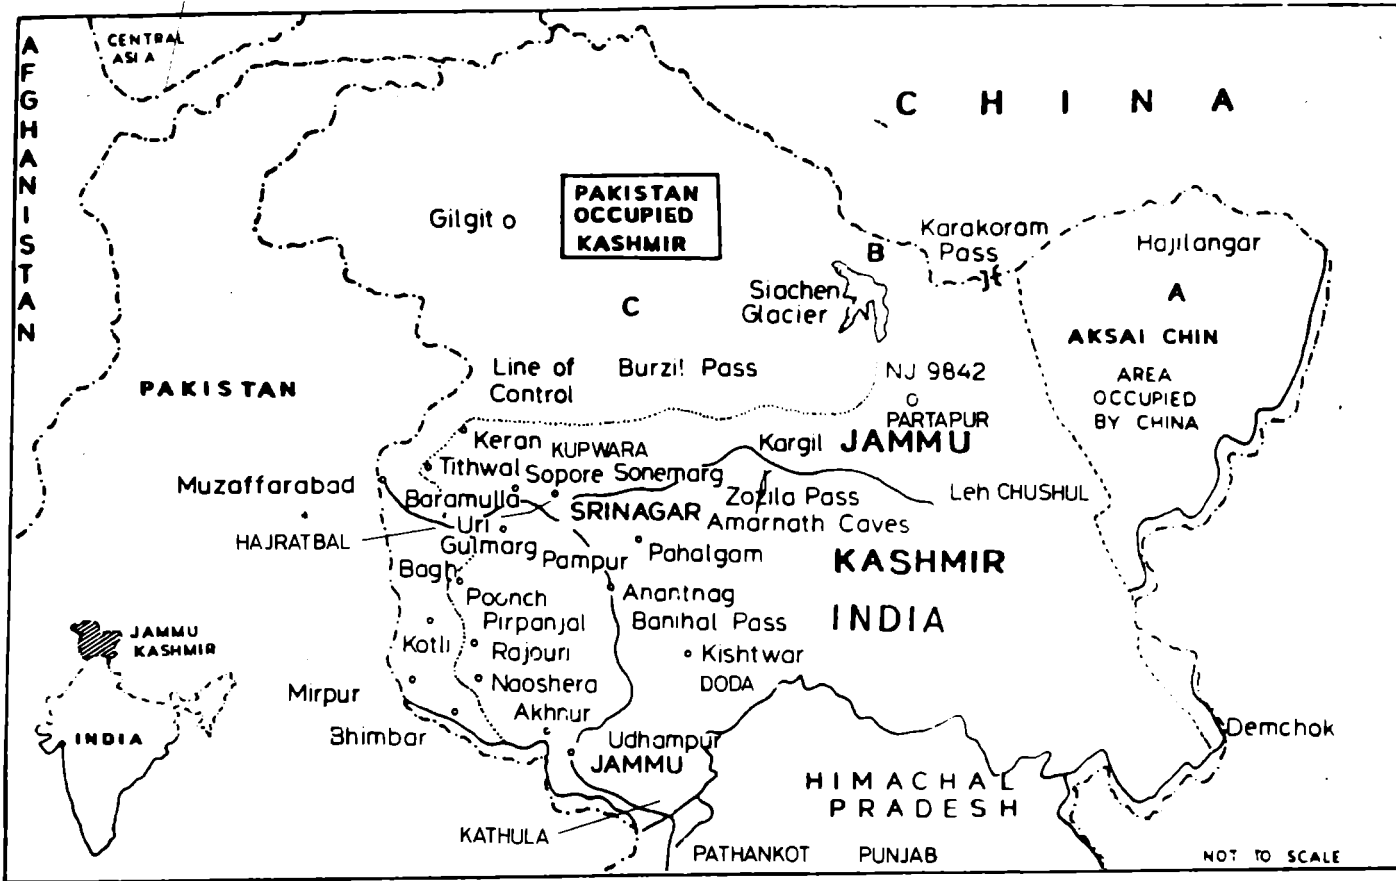 AFGHANISTAN
CENTRAL
ASIA
CHINA
PAKISTAN
OCCUPIED
KASHMIR
Gilgit
C
B
Karakoram
Pass
Siachen
Glacier
Hajilangar
A
AKSAI CHIN
AREA
OCCUPIED
BY CHINA
Line of
Control
Burzil Pass
NJ 9842
PARTAPUR
PAKISTAN
Keran
KUPWARA
Kargil
JAMMU
Tithwal
Sopore
Sonemarg
Muzaffarabad
Baramulla
Zozila Pass
Leh
CHUSHUL
SRINAGAR
Amarnath Caves
Uri
HAJRATBAL
Gulmarg
Pampur
Pahalgam
KASHMIR
Bagh
Poonch
Anantnag
Pirpanjal
Banihal Pass
INDIA
Kotli
Rajouri
Kishtwar
DODA
Mirpur
Naoshera
Akhnur
Bhimbar
Udhampur
JAMMU
Demchok
HIMACHAL
PRADESH
KATHULA
PATHANKOT
PUNJAB
JAMMU
KASHMIR
INDIA
NOT TO SCALE